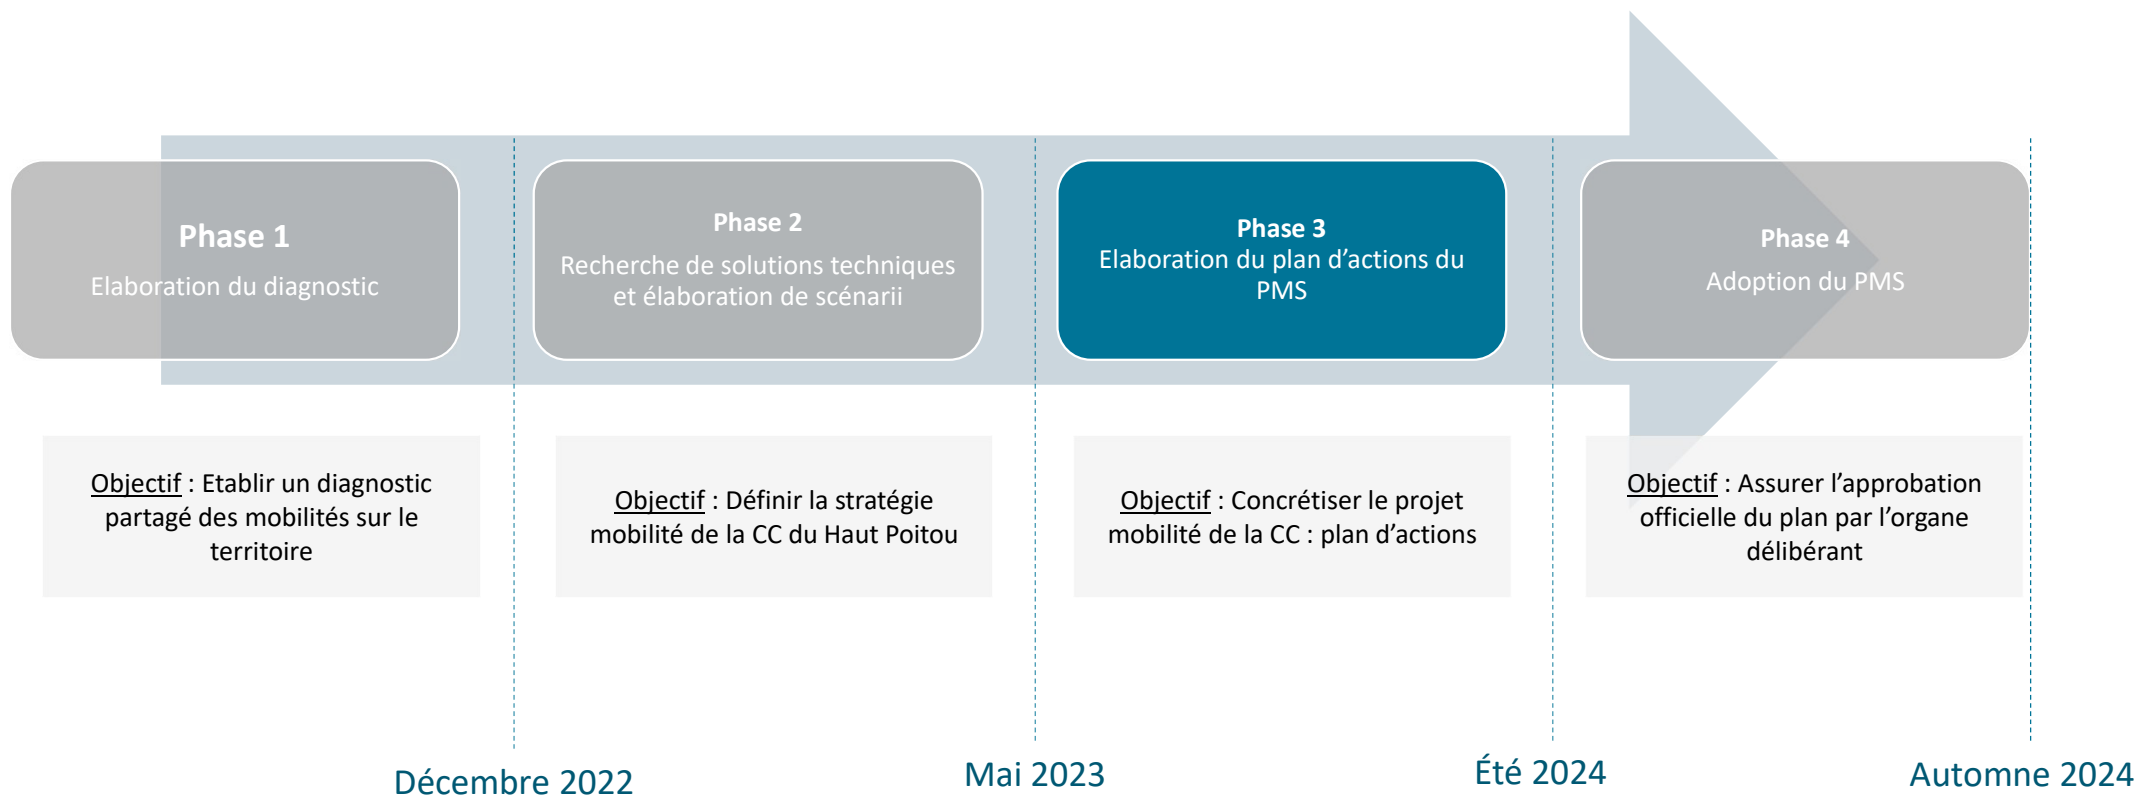 Phase 1
Elaboration du diagnostic
Phase 2
Recherche de solutions techniques
et élaboration de scénarii
Phase 3
Elaboration du plan d’actions du
PMS
Phase 4
Adoption du PMS
Objectif : Etablir un diagnostic
partagé des mobilités sur le
territoire
Objectif : Définir la stratégie
mobilité de la CC du Haut Poitou
Objectif : Concrétiser le projet
mobilité de la CC : plan d’actions
Objectif : Assurer l’approbation
officielle du plan par l’organe
délibérant
Décembre 2022
Mai 2023
Été 2024
Automne 2024